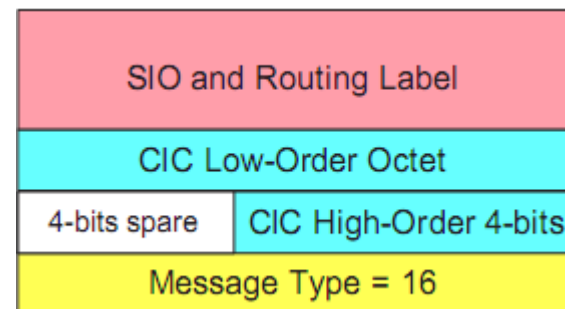 SIO and Routing Label
CIC Low-Order Octet
4-bits spare CIC High-Order 4-bits
Message Type = 16